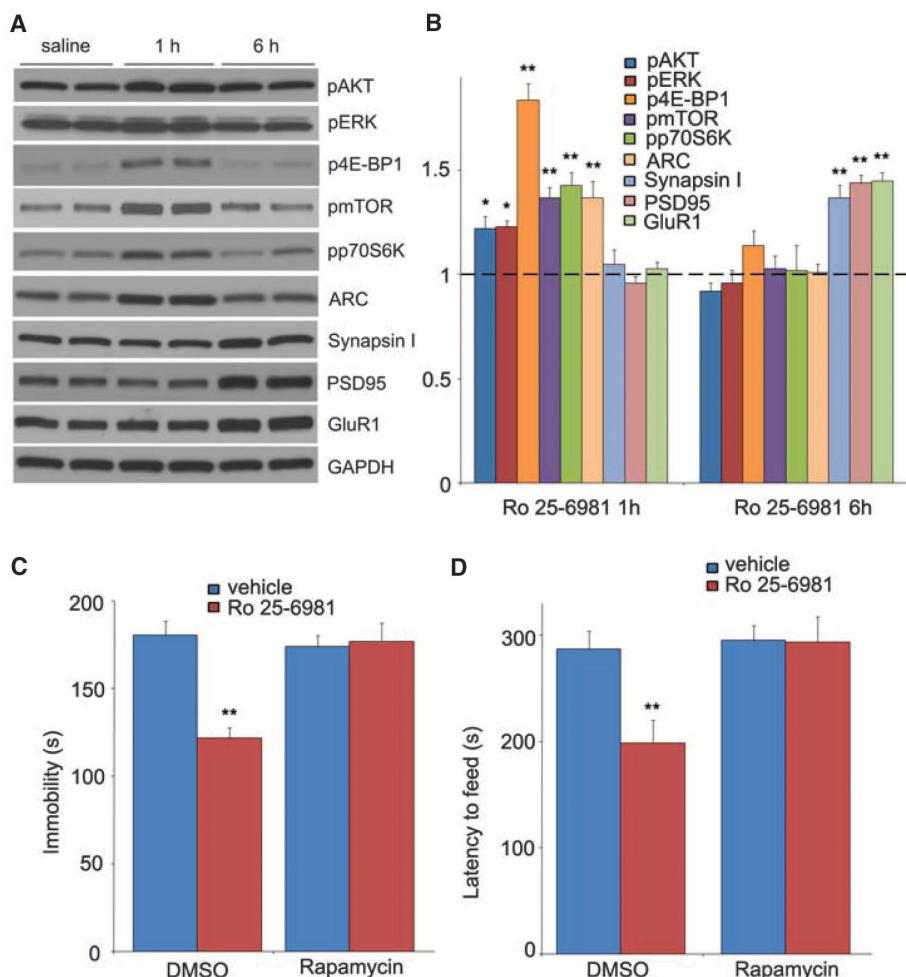 A
saline 1 h 6 h
pAKT
pERK
p4E-BP1
pmTOR
pp70S6K
ARC
Synapsin I
PSD95
GluR1
GAPDH
B
pAKT
pERK
p4E-BP1
pmTOR
pp70S6K
ARC
Synapsin I
PSD95
GluR1
**
* * ** ** **
** ** **
1.5
1
0.5
0
Ro 25-6981 1h Ro 25-6981 6h
C
vehicle
Ro 25-6981
Immobility (s)
200
150
100
50
0
**
DMSO Rapamycin
D
vehicle
Ro 25-6981
Latency to feed (s)
300
200
100
0
**
DMSO Rapamycin